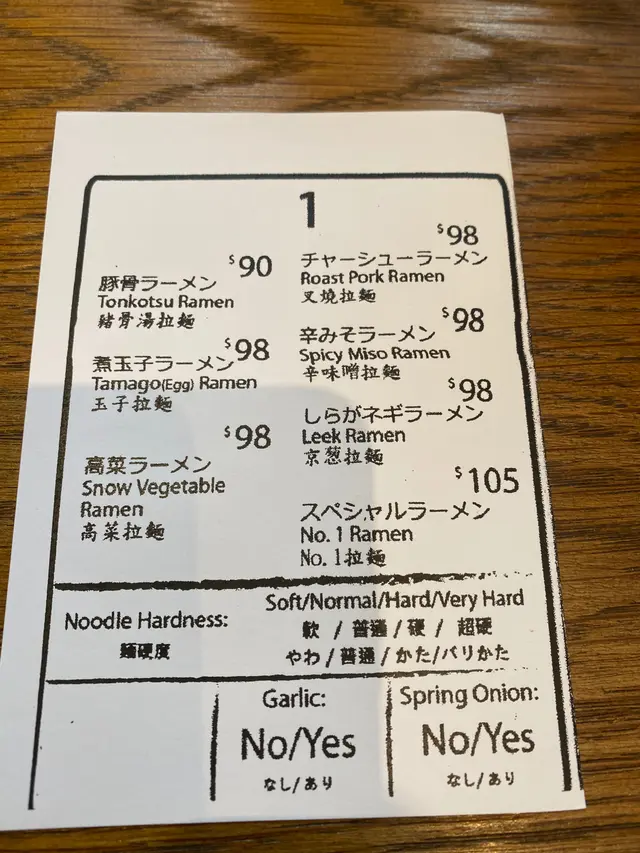 1
$90
豚骨ラーメン
Tonkotsu Ramen
豬骨湯拉麵
$98
煮玉子ラーメン
Tamago(Egg) Ramen
玉子拉麵
$98
高菜ラーメン
Snow Vegetable
Ramen
高菜拉麵
$98
チャーシューラーメン
Roast Pork Ramen
叉燒拉麵
$98
辛みそラーメン
Spicy Miso Ramen
辛味噌拉麵
$98
しらがネギラーメン
Leek Ramen
京葱拉麵
$105
スペシャルラーメン
No. 1 Ramen
No. 1拉麵
Noodle Hardness:
麵硬度
Soft/Normal/Hard/Very Hard
軟 / 普通 / 硬 / 超硬
やわ / 普通 / かた/バリかた
Garlic:
No/Yes
なし/あり
Spring Onion:
No/Yes
なし/あり